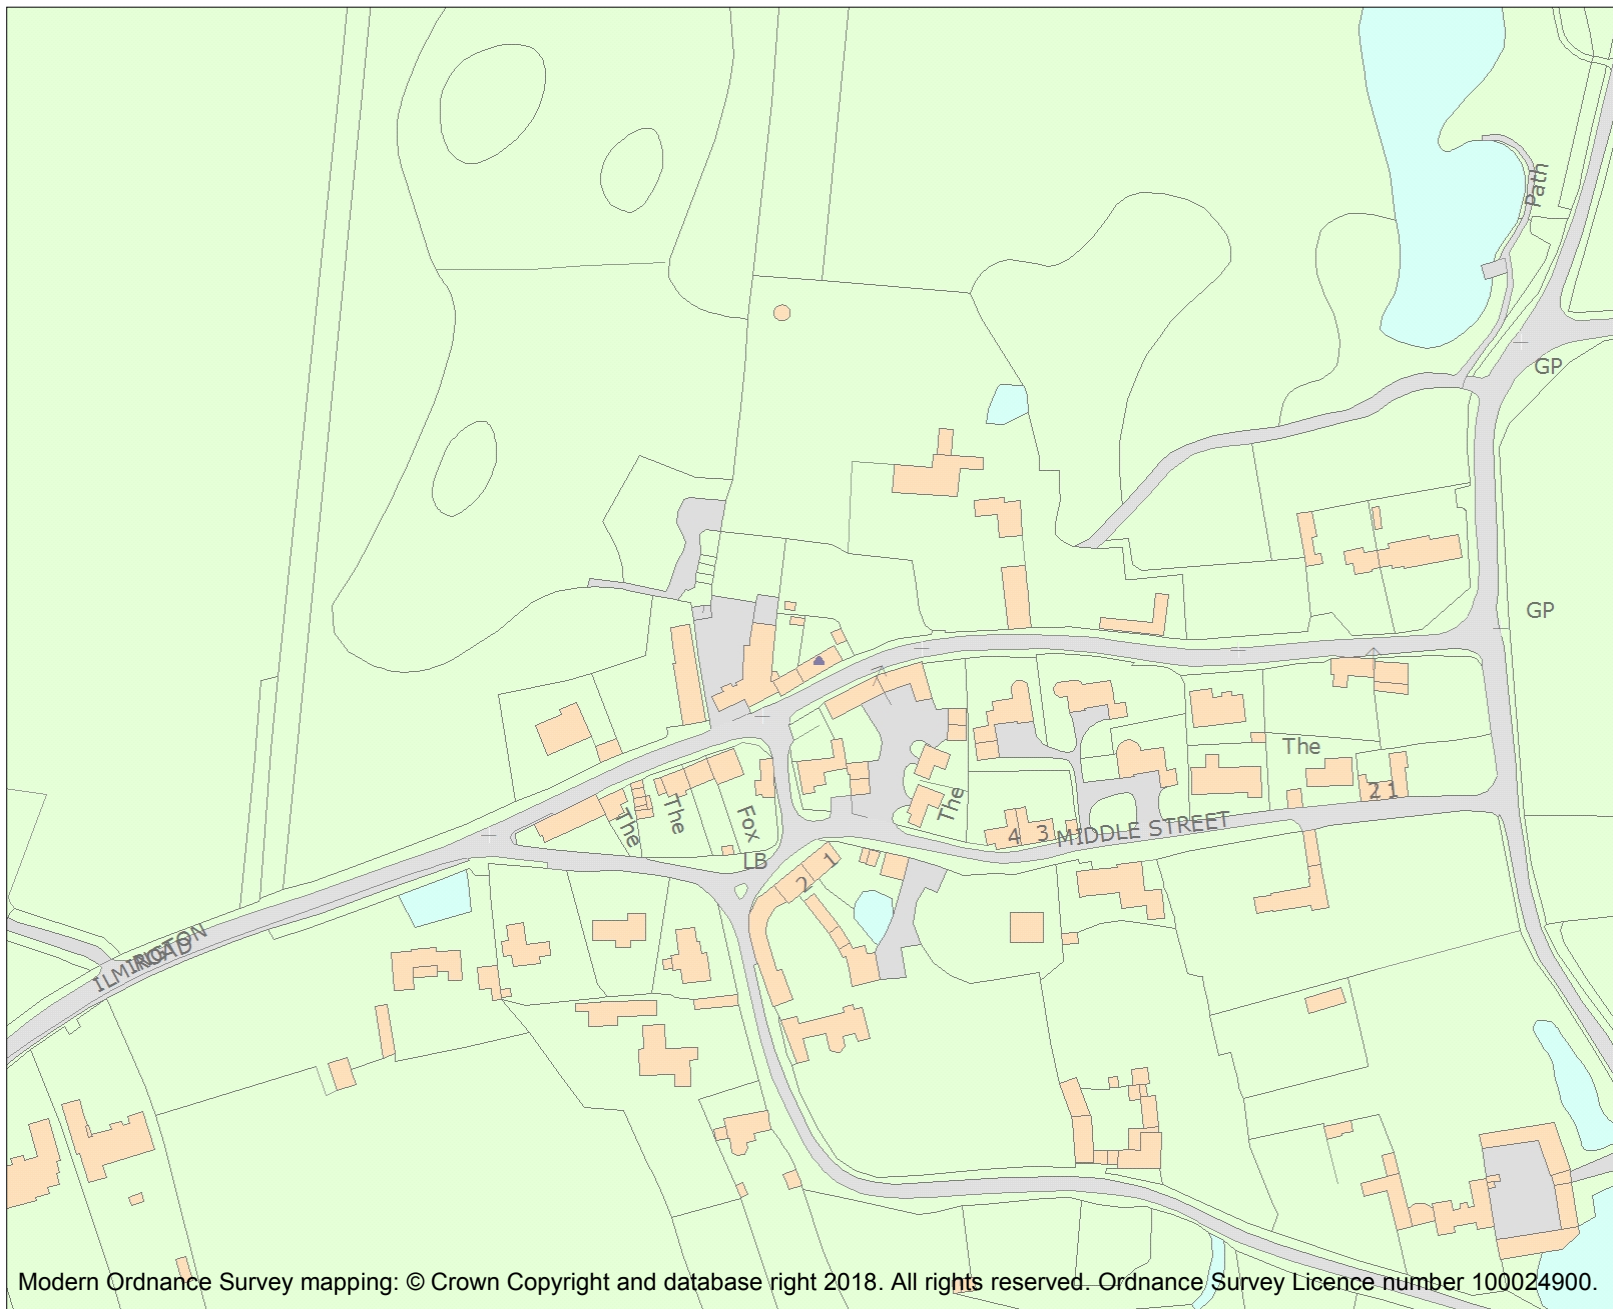 Path
GP
GP
The
The
The
The
Fox
LB
4 3 MIDDLE STREET
2 1
2 1
ILMINGTON
ROAD
Modern Ordnance Survey mapping: © Crown Copyright and database right 2018. All rights reserved. Ordnance Survey Licence number 100024900.